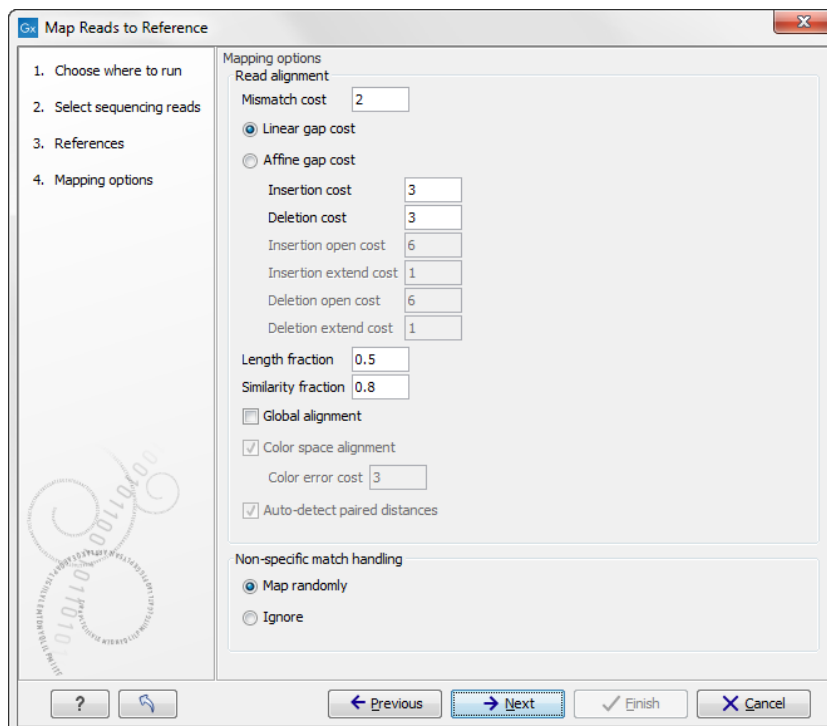 Gx Map Reads to Reference
1. Choose where to run
2. Select sequencing reads
3. References
4. Mapping options
Mapping options
Read alignment
Mismatch cost 2
Linear gap cost
Affine gap cost
Insertion cost 3
Deletion cost 3
Insertion open cost 6
Insertion extend cost 1
Deletion open cost 6
Deletion extend cost 1
Length fraction 0.5
Similarity fraction 0.8
Global alignment
Color space alignment
Color error cost 3
Auto-detect paired distances
Non-specific match handling
Map randomly
Ignore
? Previous Next Finish Cancel